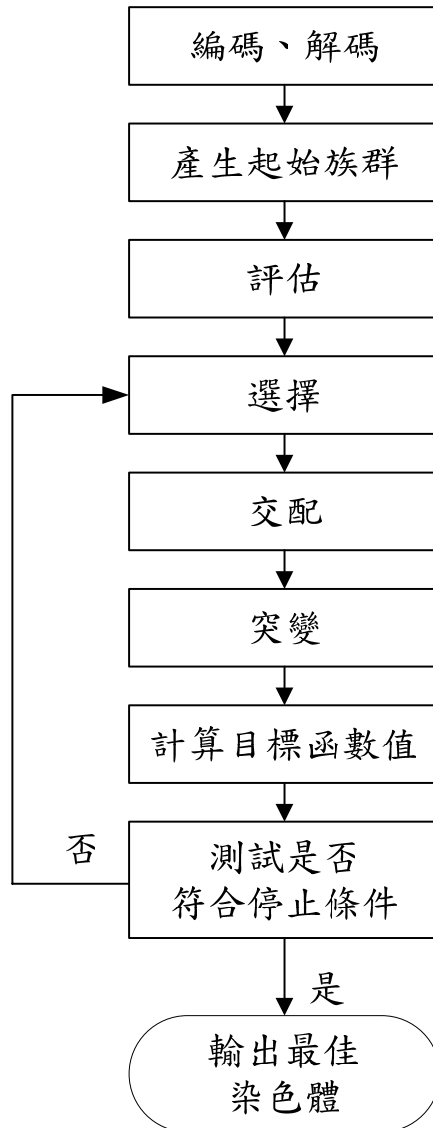 編碼、解碼
產生起始族群
評估
選擇
交配
突變
計算目標函數值
否
測試是否
符合停止條件
是
輸出最佳
染色體